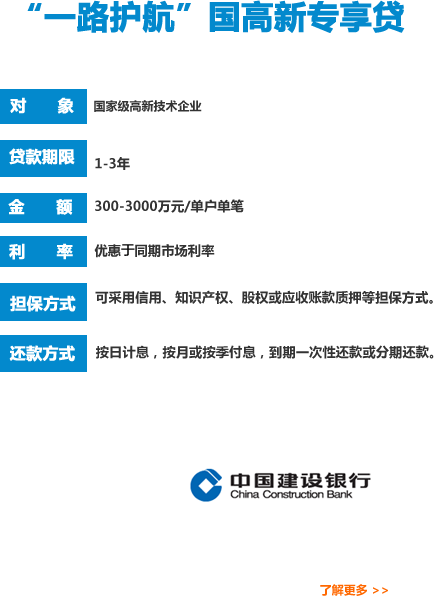 “一路护航”国高新专享贷
对 象 国家级高新技术企业
贷款期限 1-3年
金 额 300-3000万元/单户单笔
利 率 优惠于同期市场利率
担保方式 可采用信用、知识产权、股权或应收账款质押等担保方式。
还款方式 按日计息，按月或按季付息，到期一次性还款或分期还款。
中国建设银行
China Construction Bank
了解更多 >>